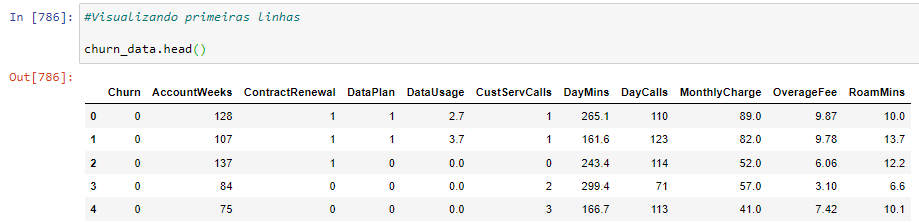 In [786]: #Visualizando primeiras linhas
churn_data.head()
Out[786]:
Churn AccountWeeks ContractRenewal DataPlan DataUsage CustServCalls DayMins DayCalls MonthlyCharge OverageFee RoamMins
0 0 128 1 1 2.7 1 265.1 110 89.0 9.87 10.0
1 0 107 1 1 3.7 1 161.6 123 82.0 9.78 13.7
2 0 137 1 0 0.0 0 243.4 114 52.0 6.06 12.2
3 0 84 0 0 0.0 2 299.4 71 57.0 3.10 6.6
4 0 75 0 0 0.0 3 166.7 113 41.0 7.42 10.1